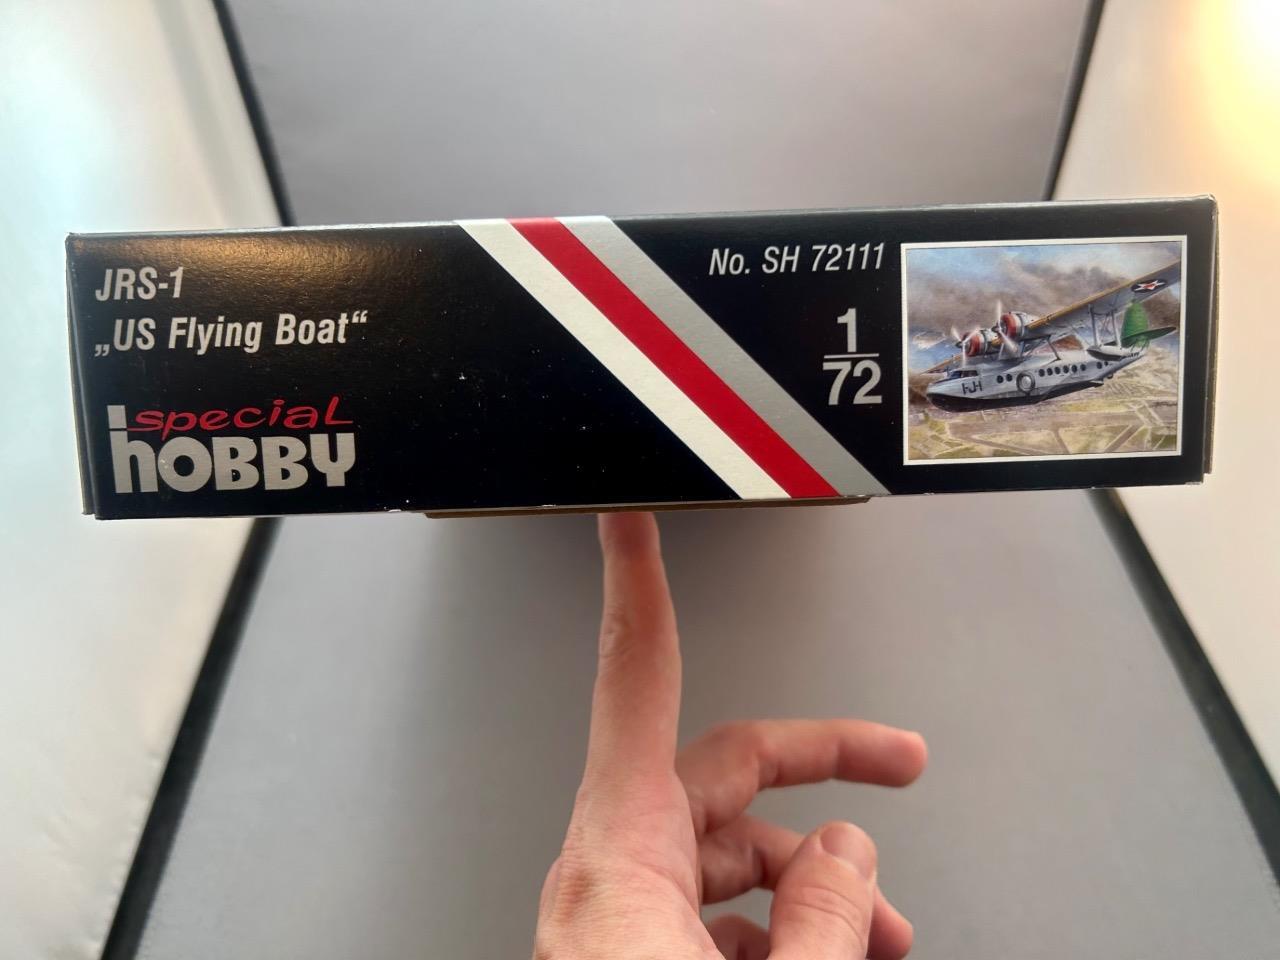 JRS-1
„US Flying Boat“
special
hOBBY
No. SH 72111
1
72